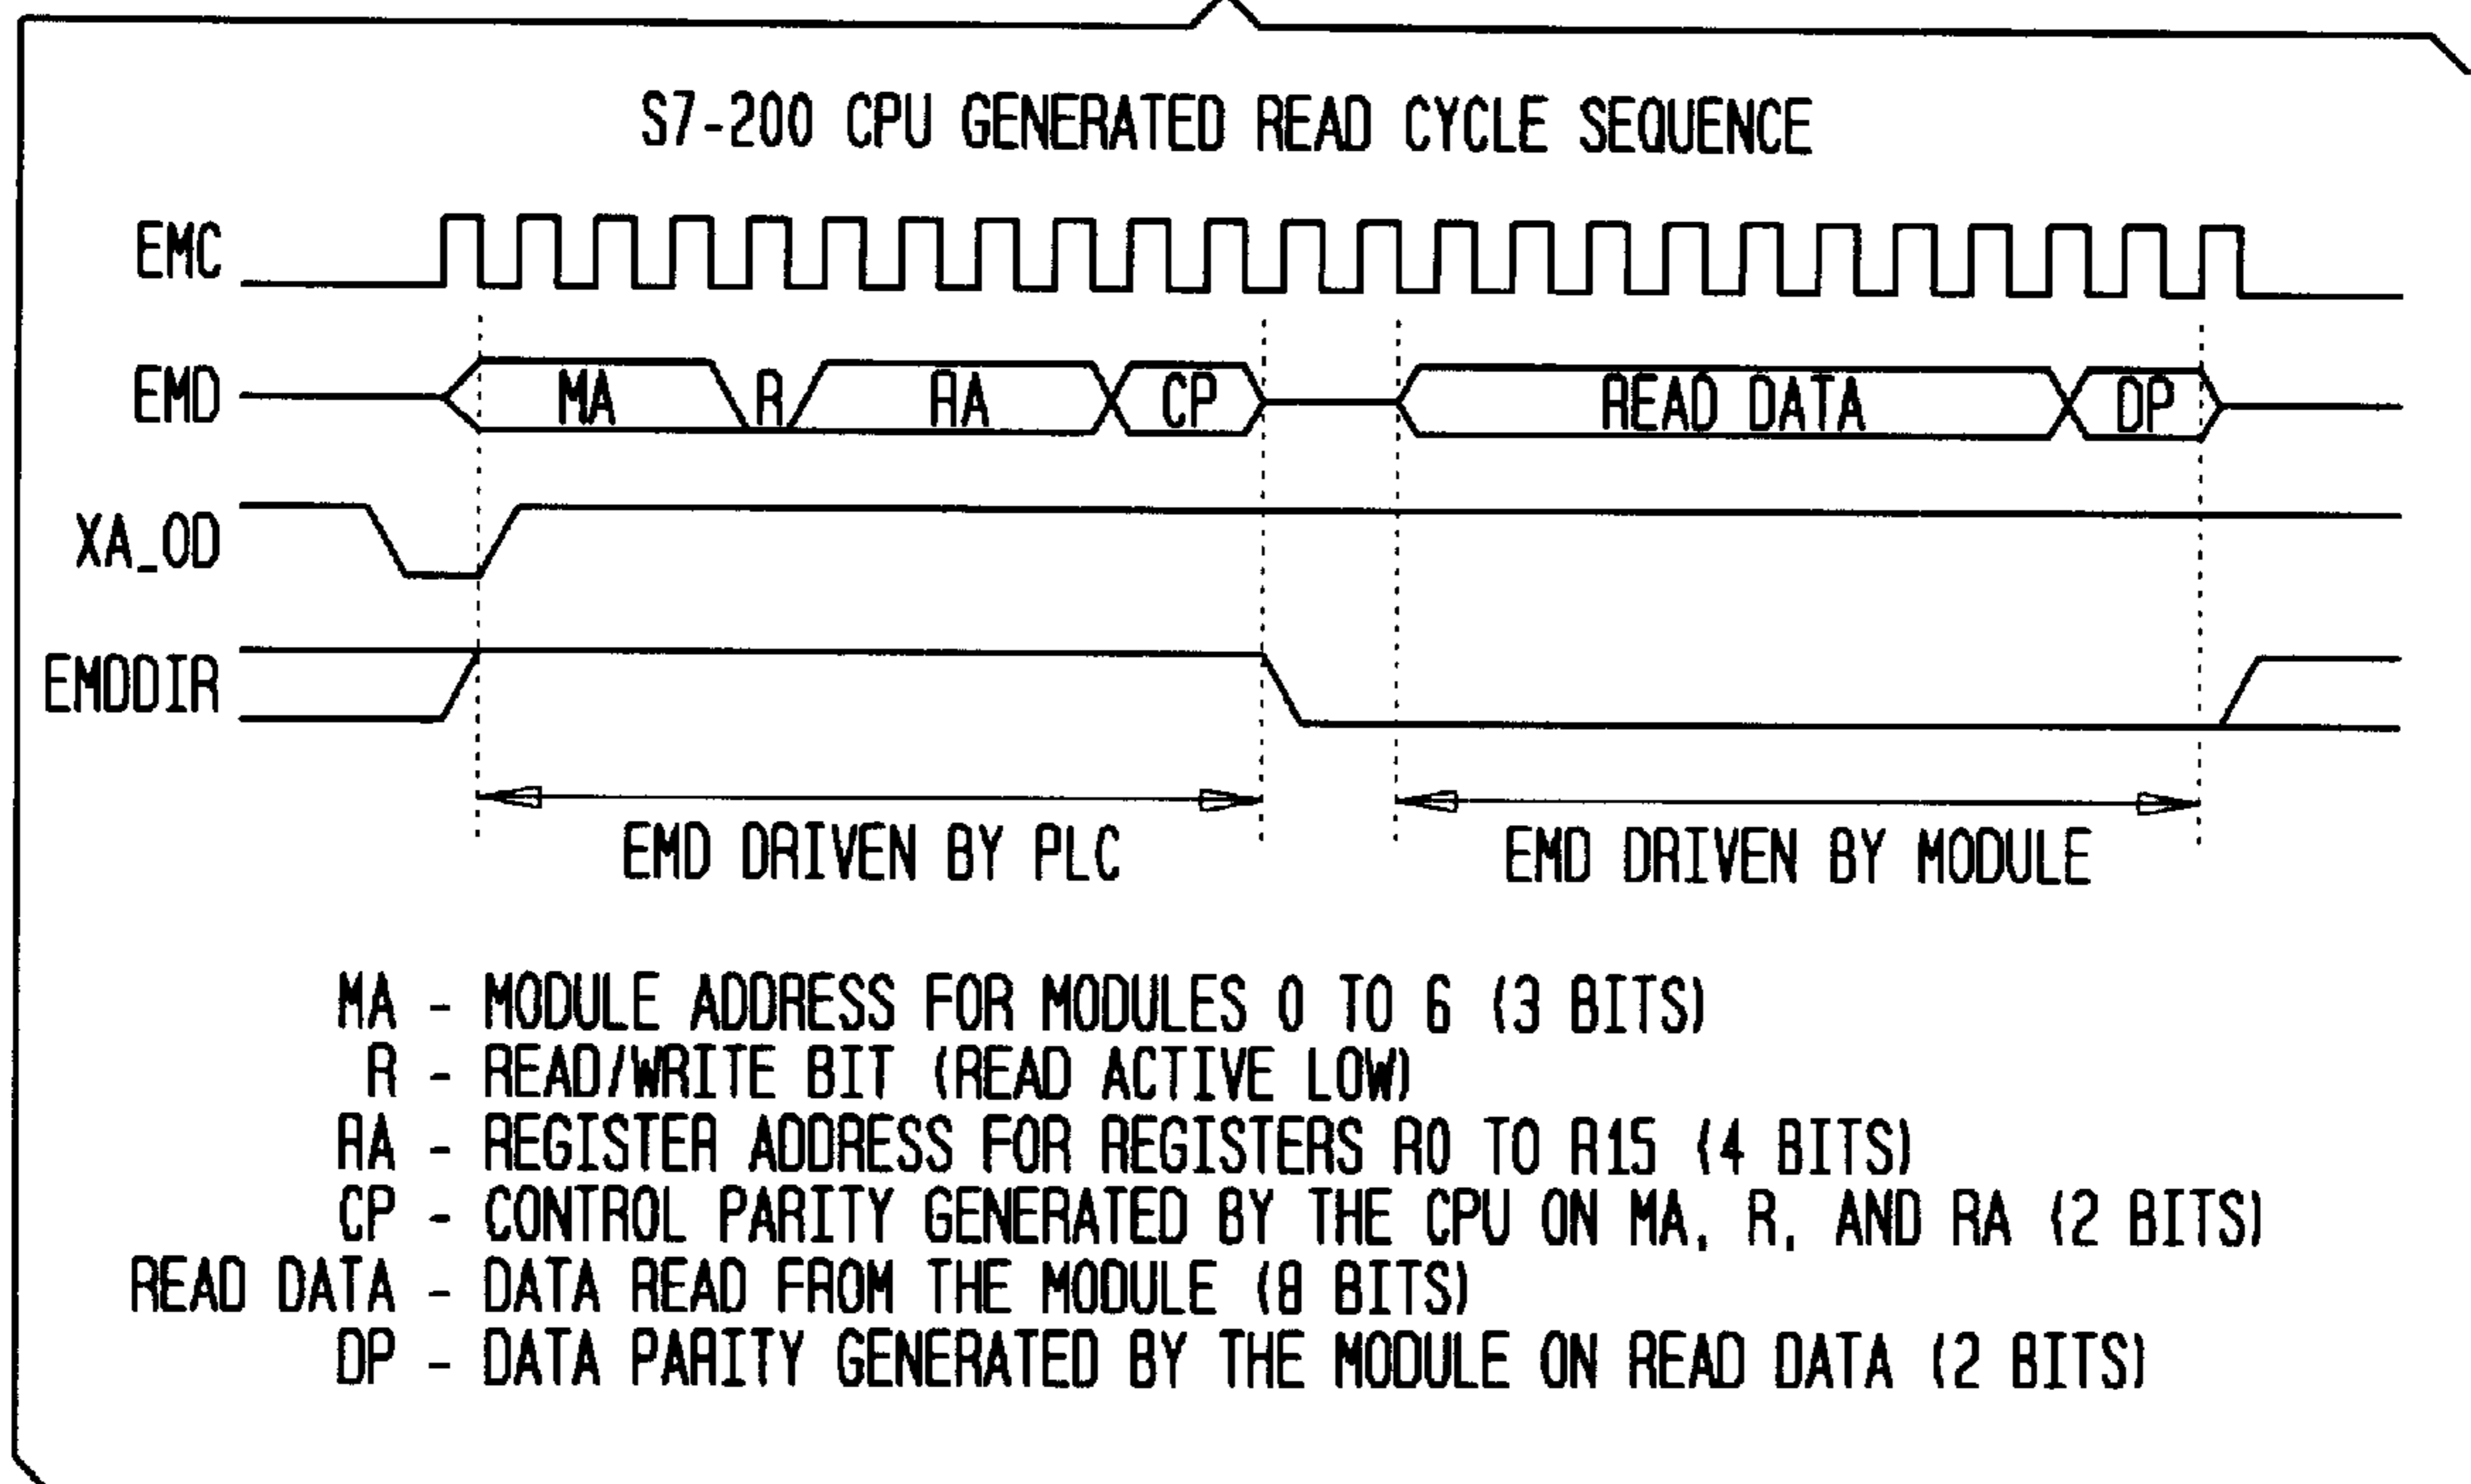 S7-200 CPU GENERATED READ CYCLE SEQUENCE
EMC
EMD
MA R RA CP READ DATA DP
XA_OD
EMODIR
EMD DRIVEN BY PLC
EMD DRIVEN BY MODULE
MA - MODULE ADDRESS FOR MODULES 0 TO 6 (3 BITS)
R - READ/WRITE BIT (READ ACTIVE LOW)
RA - REGISTER ADDRESS FOR REGISTERS R0 TO R15 (4 BITS)
CP - CONTROL PARITY GENERATED BY THE CPU ON MA, R, AND RA (2 BITS)
READ DATA - DATA READ FROM THE MODULE (8 BITS)
DP - DATA PARITY GENERATED BY THE MODULE ON READ DATA (2 BITS)